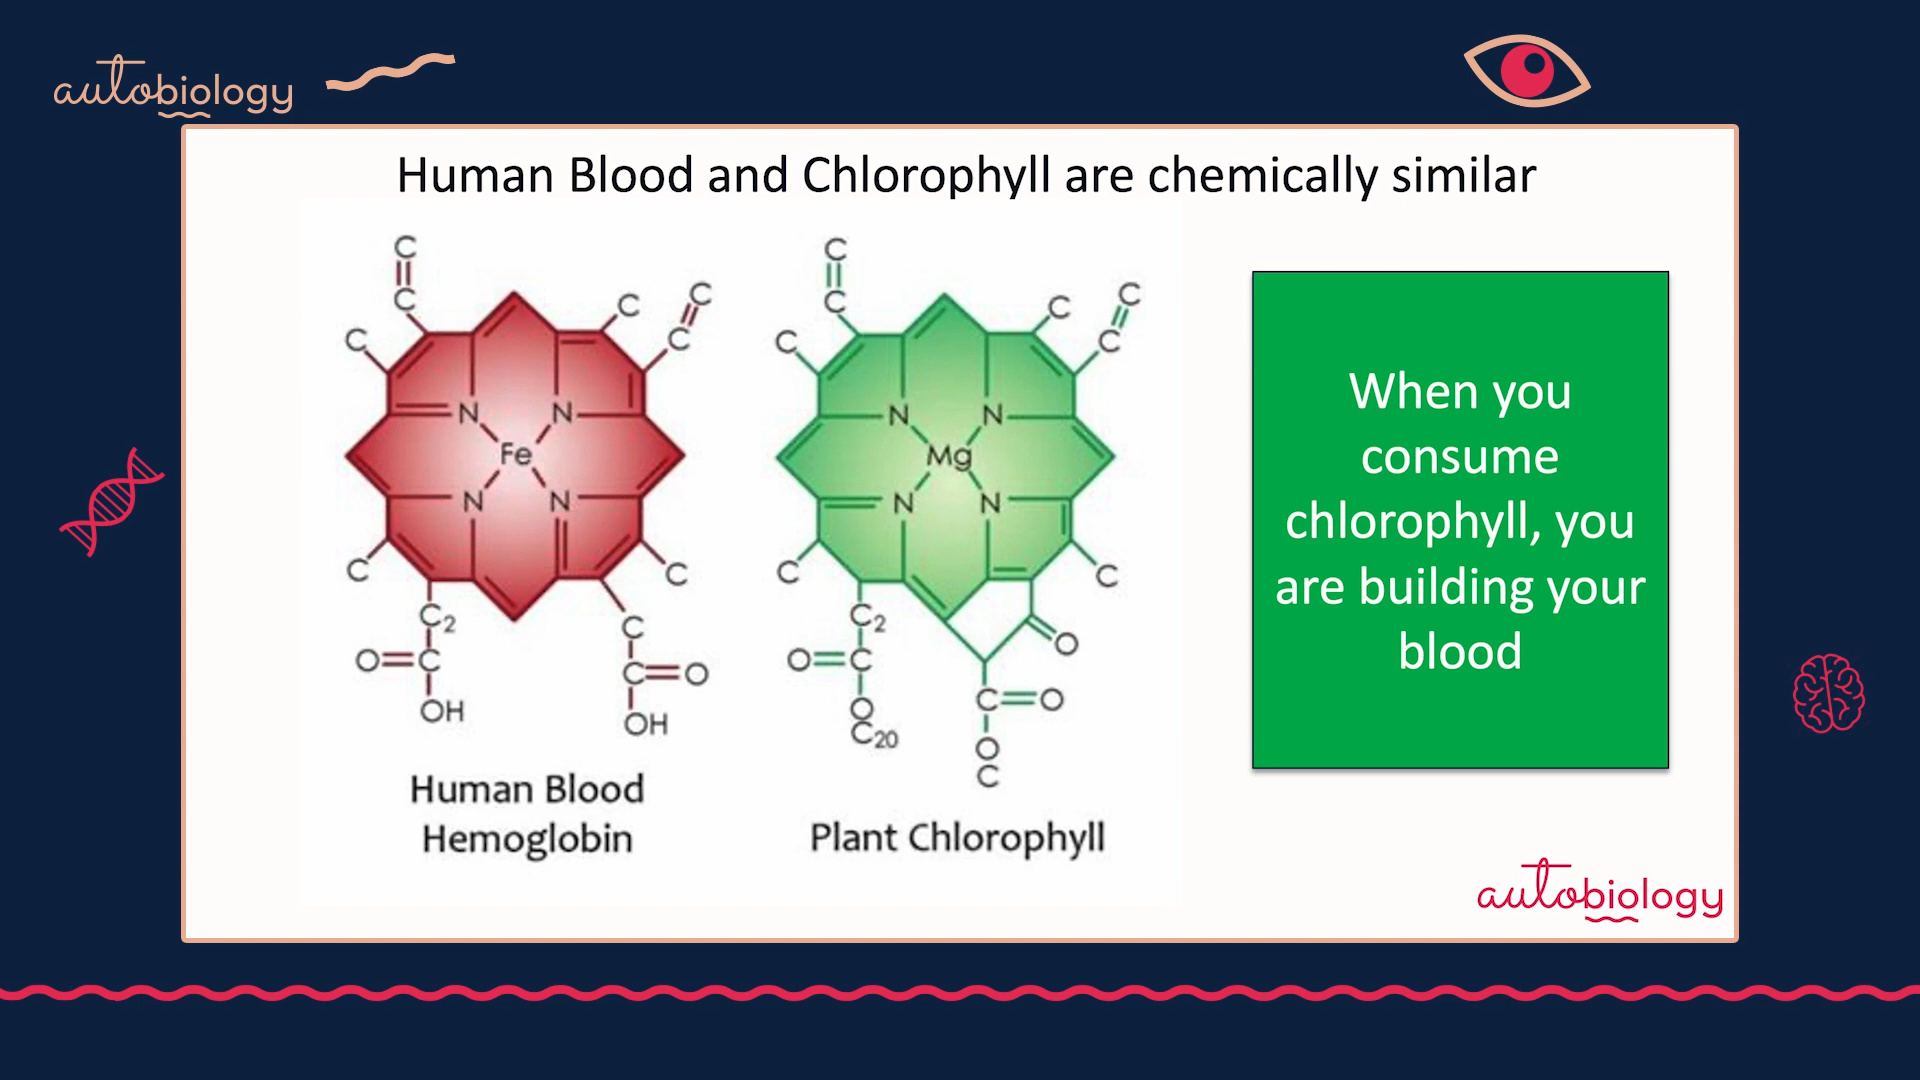 autobiology
Human Blood and Chlorophyll are chemically similar
C
C
C
C
C
C
N
N
Fe
N
N
C
C
C2
O
C
OH
C
C
O
OH
Human Blood
Hemoglobin
C
C
C
C
C
C
N
N
Mg
N
N
C
C
C2
O
C
O
C20
O
C
O
O
C
Plant Chlorophyll
When you
consume
chlorophyll, you
are building your
blood
autobiology